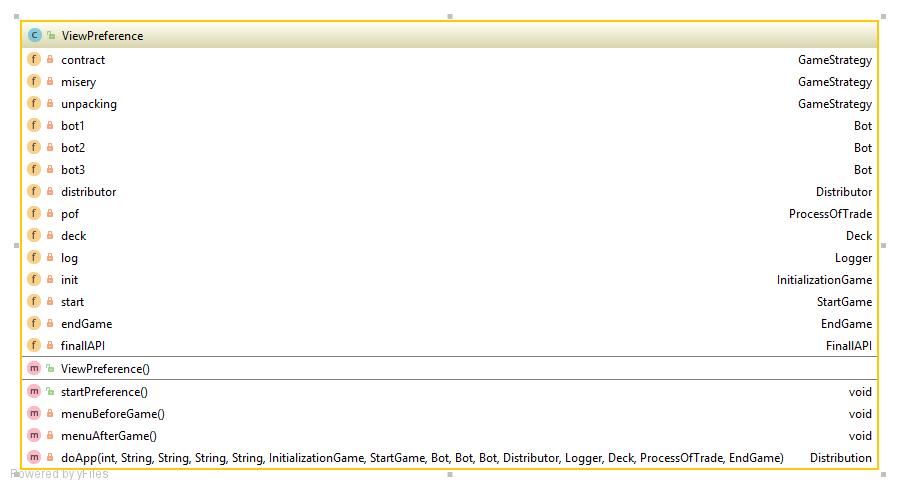 ViewPreference
contract GameStrategy
misery GameStrategy
unpacking GameStrategy
bot1 Bot
bot2 Bot
bot3 Bot
distributor Distributor
pof ProcessOfTrade
deck Deck
log Logger
init InitializationGame
start StartGame
endGame EndGame
finallAPI FinallAPI
ViewPreference()
startPreference() void
menuBeforeGame() void
menuAfterGame() void
doApp(int, String, String, String, String, InitializationGame, StartGame, Bot, Bot, Bot, Distributor, Logger, Deck, ProcessOfTrade, EndGame) Distribution
Powered by yFiles